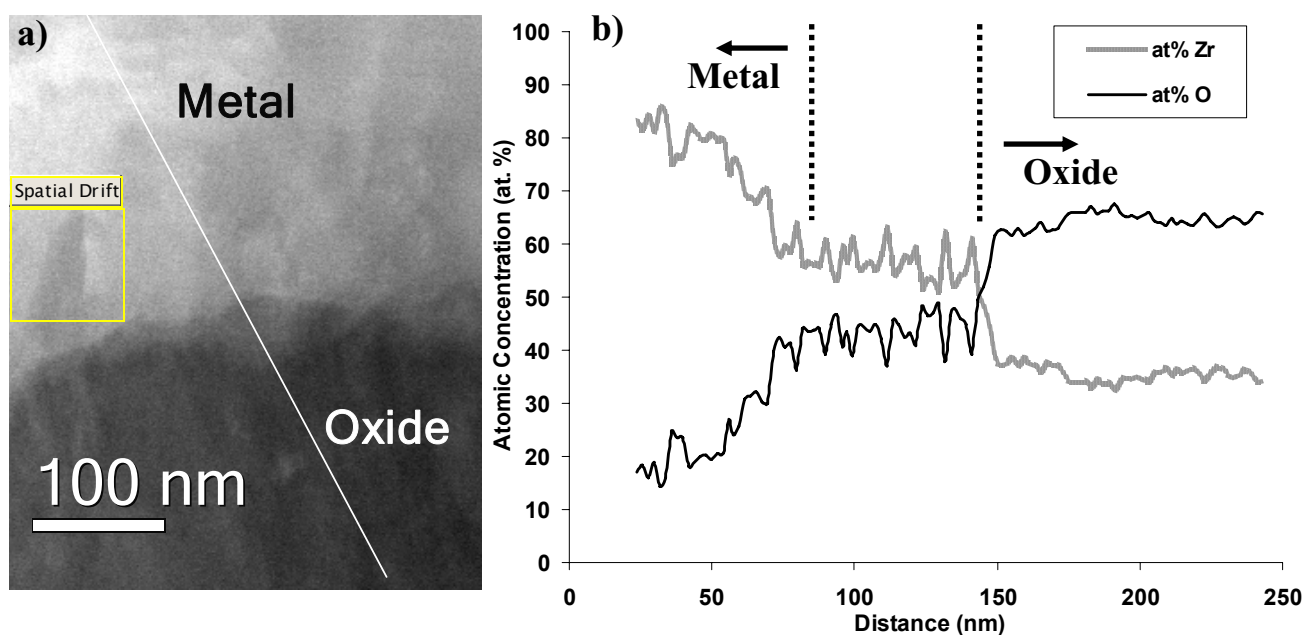 a)
Metal
Spatial Drift
Oxide
100 nm
b)
Atomic Concentration (at. %)
100
90
80
70
60
50
40
30
20
10
0
Metal
Oxide
at% Zr
at% O
0 50 100 150 200 250
Distance (nm)